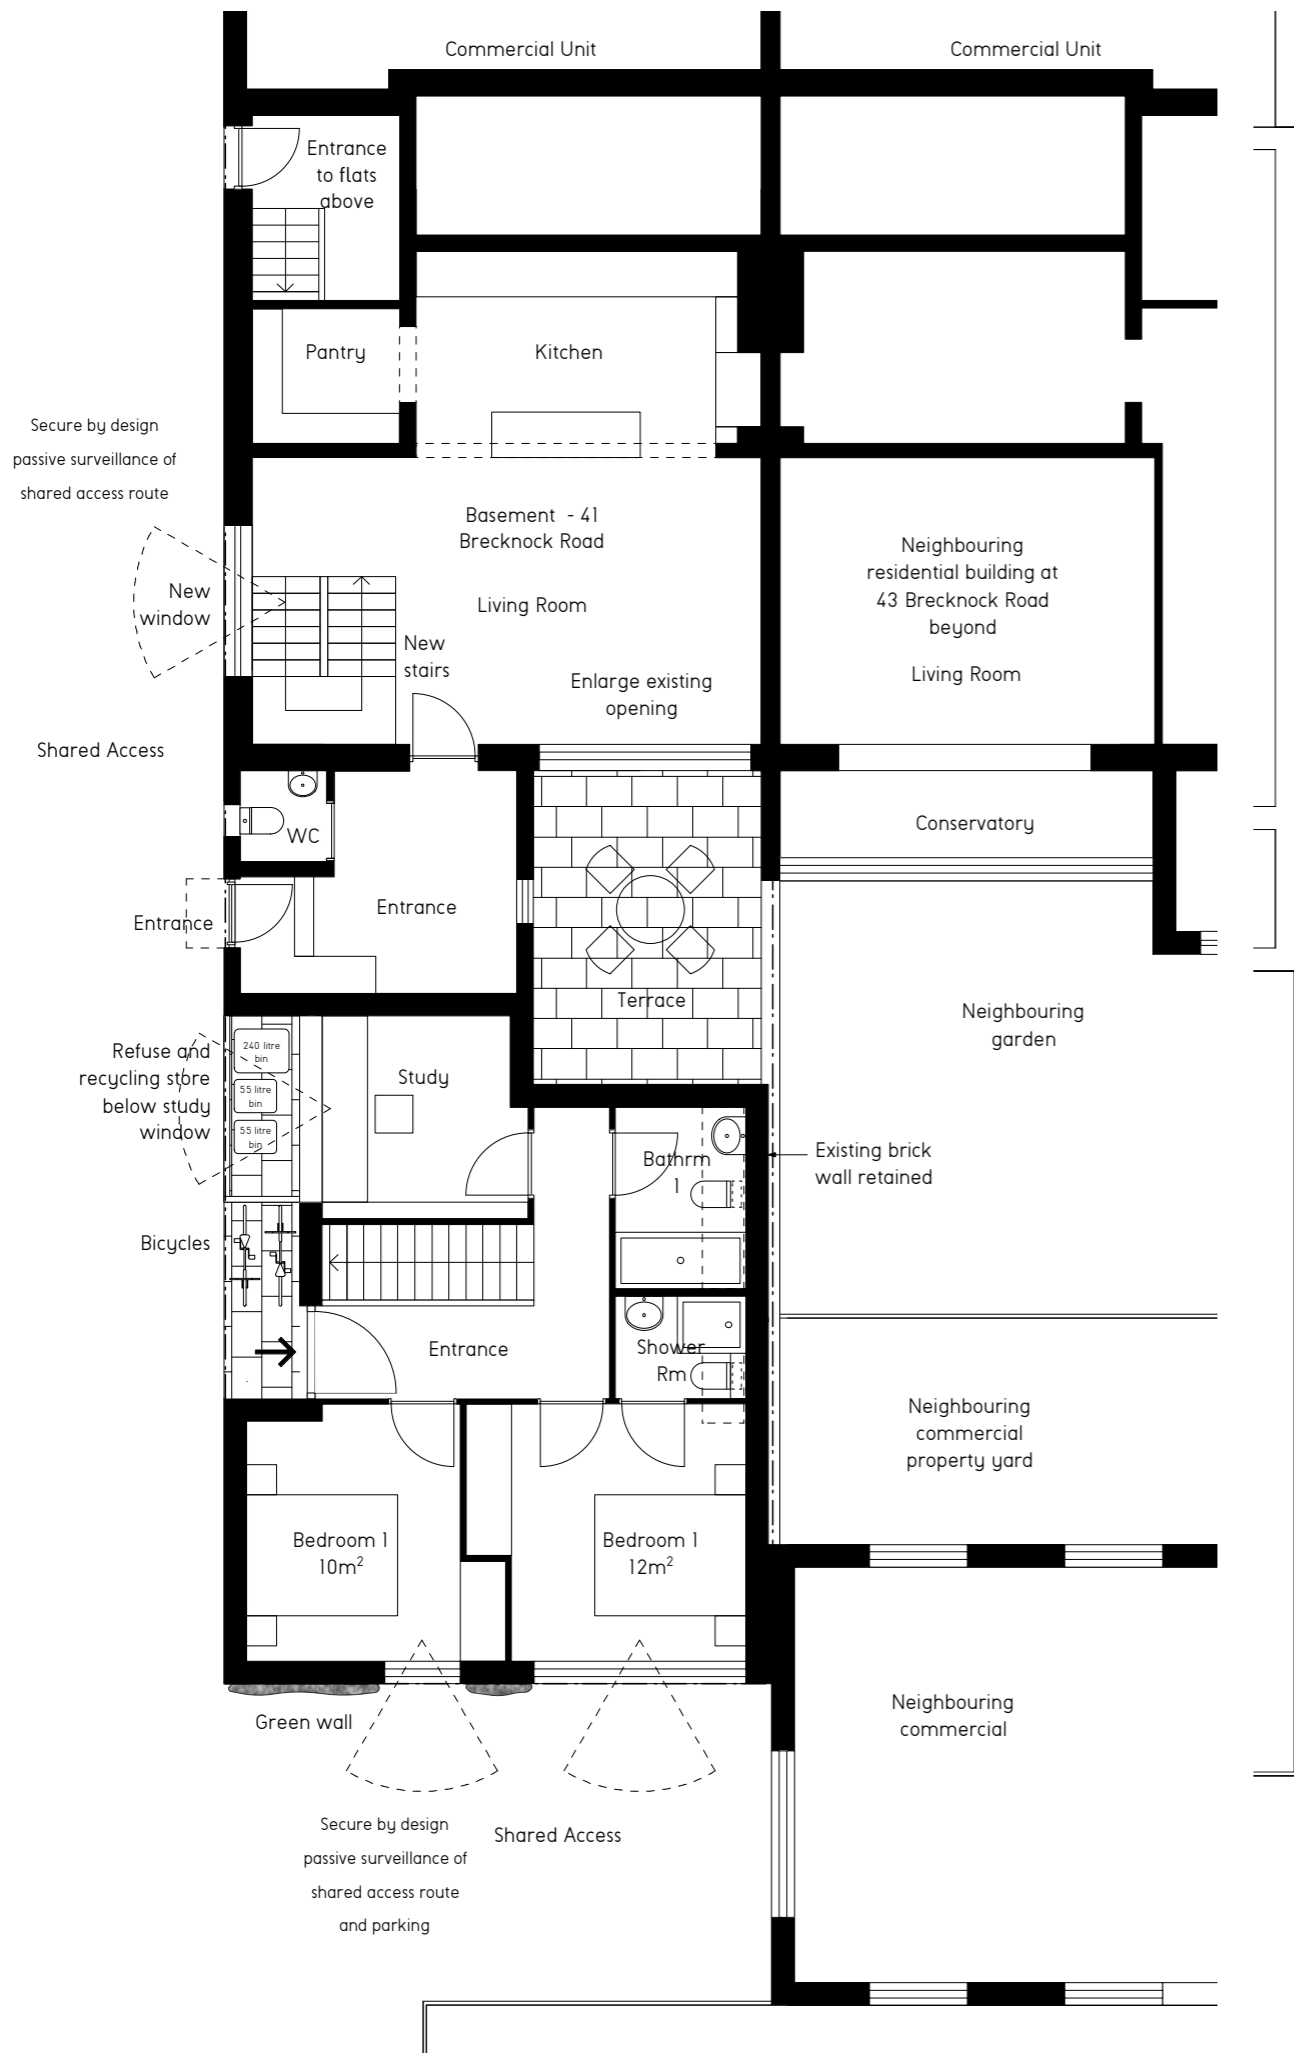 Commercial Unit
Commercial Unit
Entrance
to flats
above
Pantry
Kitchen
Secure by design
passive surveillance of
shared access route
Basement - 41
Brecknock Road
Living Room
Neighbouring
residential building at
43 Brecknock Road
beyond
Living Room
New
window
New
stairs
Enlarge existing
opening
Shared Access
WC
Conservatory
Entrance
Entrance
Terrace
Neighbouring
garden
Refuse and
recycling store
below study
window
240 litre
bin
55 litre
bin
55 litre
bin
Study
Bathrm
1
Existing brick
wall retained
Bicycles
Entrance
Shower
Rm
Neighbouring
commercial
property yard
Bedroom 1
10m²
Bedroom 1
12m²
Green wall
Neighbouring
commercial
Secure by design
passive surveillance of
shared access route
and parking
Shared Access